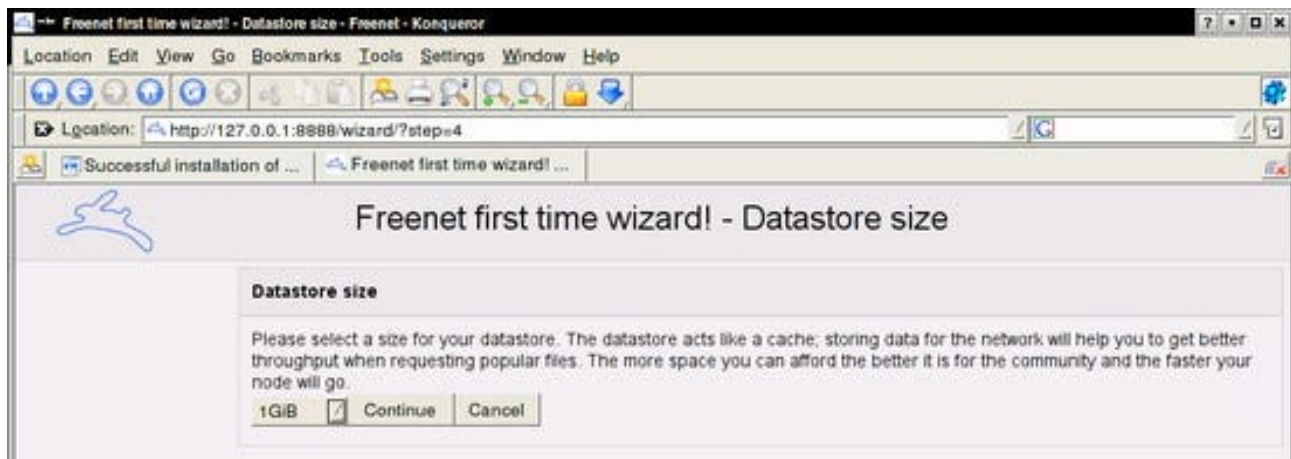 Freenet first time wizard! - Datastore size - Freenet - Konqueror
Location Edit View Go Bookmarks Tools Settings Window Help
Location: http://127.0.0.1:8888/wizard/?step=4
Successful installation of ... Freenet first time wizard! ...
Freenet first time wizard! - Datastore size
Datastore size
Please select a size for your datastore. The datastore acts like a cache; storing data for the network will help you to get better
throughput when requesting popular files. The more space you can afford the better it is for the community and the faster your
node will go.
1GiB Continue Cancel